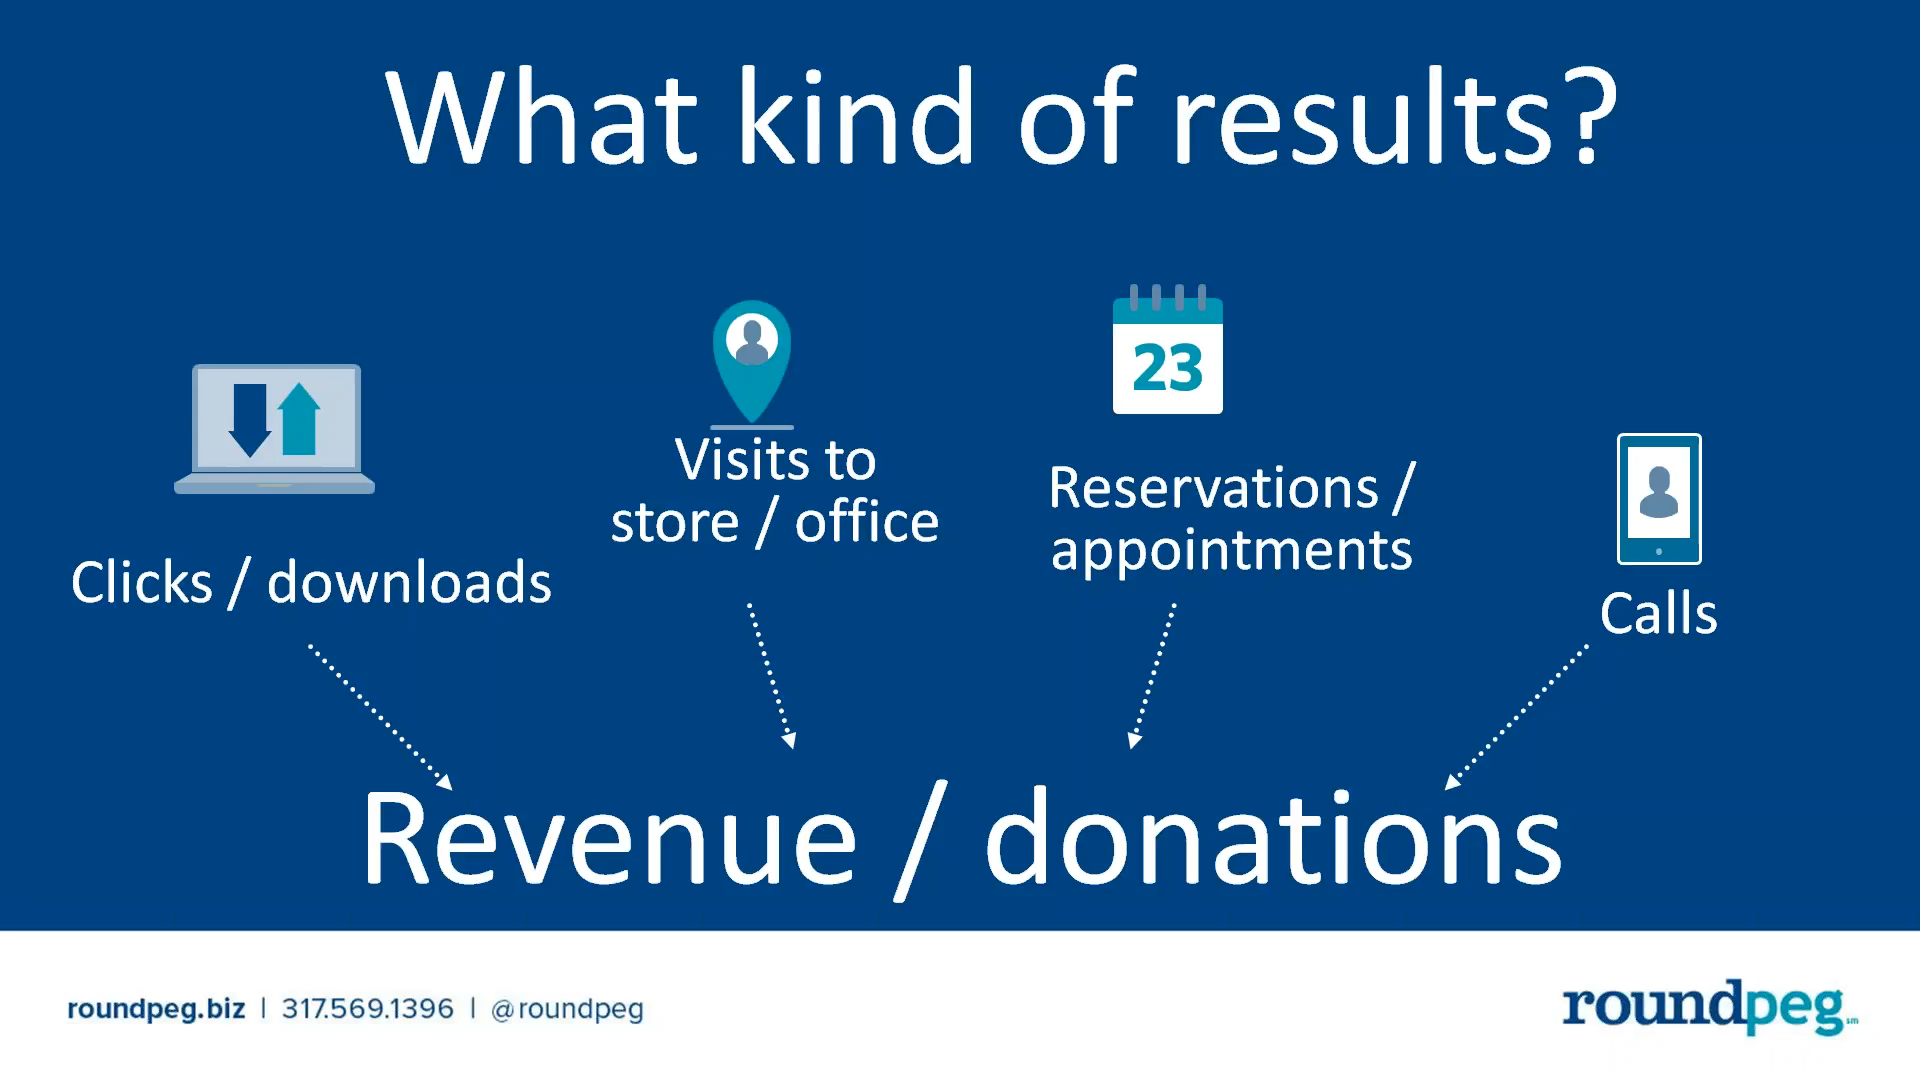 What kind of results?
23
Visits to
store / office
Reservations /
appointments
Clicks / downloads
Calls
Revenue / donations
roundpeg.biz | 317.569.1396 | @roundpeg
roundpeg sm